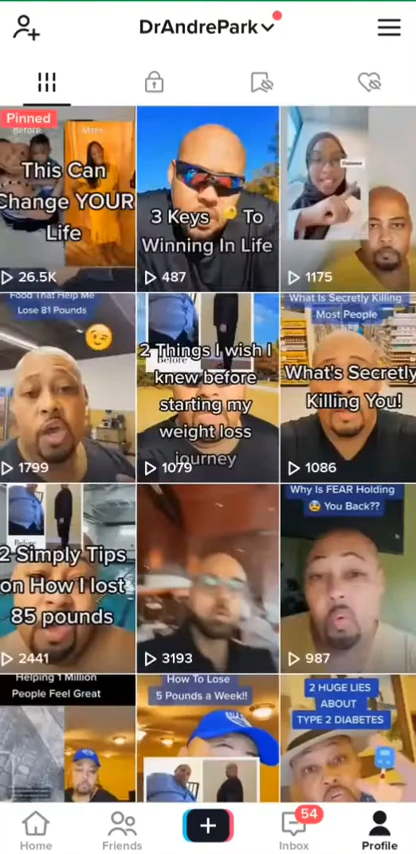 DrAndrePark
Pinned
Before
After
This Can
Change YOUR
Life
26.5K
3 Keys To
Winning In Life
487
1175
Food That Help Me
Lose 81 Pounds
1799
2 Things I wish I
knew before
starting my
weight loss
journey
1079
What Is Secretly Killing
Most People
What's Secretly
Killing You!
1086
Before
2 Simply Tips
on How I lost
85 pounds
2441
3193
Why Is FEAR Holding
You Back??
987
Helping 1 Million
People Feel Great
How To Lose
5 Pounds a Week!!
2 HUGE LIES
ABOUT
TYPE 2 DIABETES
54
Home
Friends
Inbox
Profile